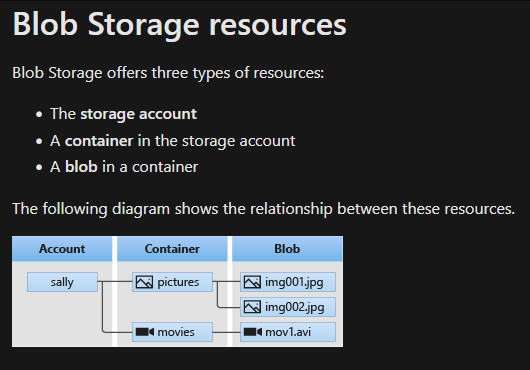 Blob Storage resources
Blob Storage offers three types of resources:
The storage account
A container in the storage account
A blob in a container
The following diagram shows the relationship between these resources.
Account Container Blob
sally pictures img001.jpg
img002.jpg
movies mov1.avi